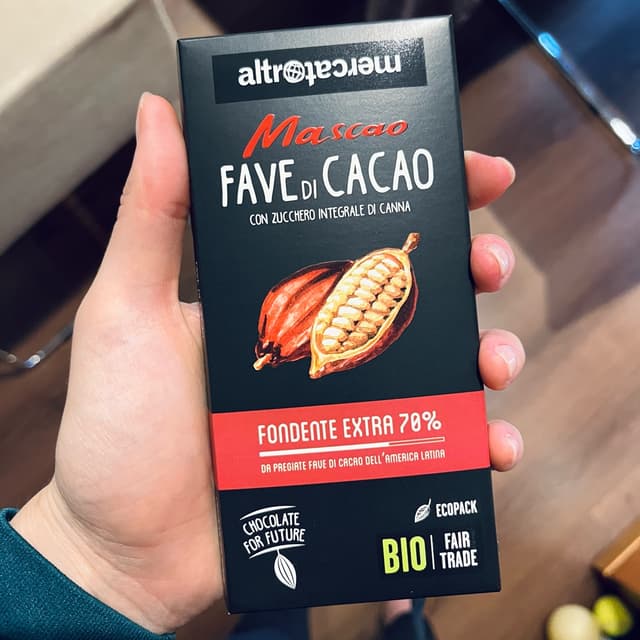 altromercato
Mascao
FAVE DI CACAO
CON ZUCCHERO INTEGRALE DI CANNA
FONDENTE EXTRA 70%
DA PREGIATE FAVE DI CACAO DELL'AMERICA LATINA
CHOCOLATE
FOR FUTURE
ECOPACK
BIO
FAIR
TRADE